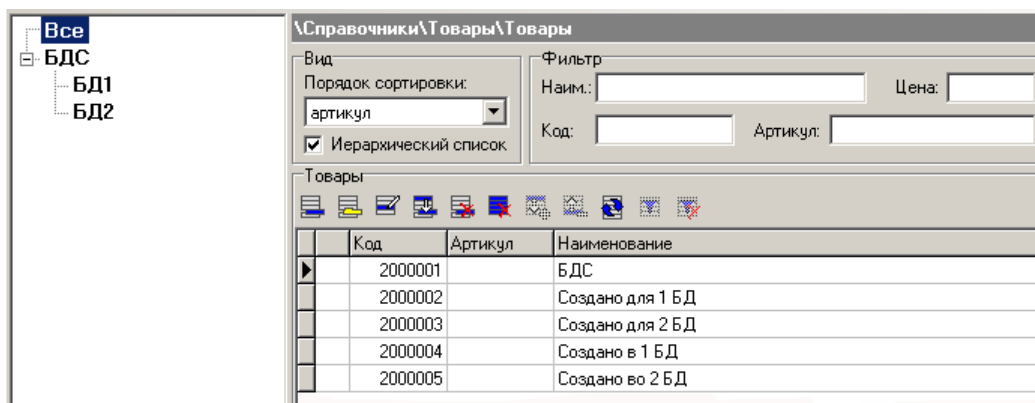 Все
БДС
БД1
БД2
\Справочники\Товары\Товары
Вид
Порядок сортировки:
артикул
Иерархический список
Фильтр
Наим.: Цена:
Код: Артикул:
Товары
Код Артикул Наименование
2000001 БДС
2000002 Создано для 1 БД
2000003 Создано для 2 БД
2000004 Создано в 1 БД
2000005 Создано во 2 БД